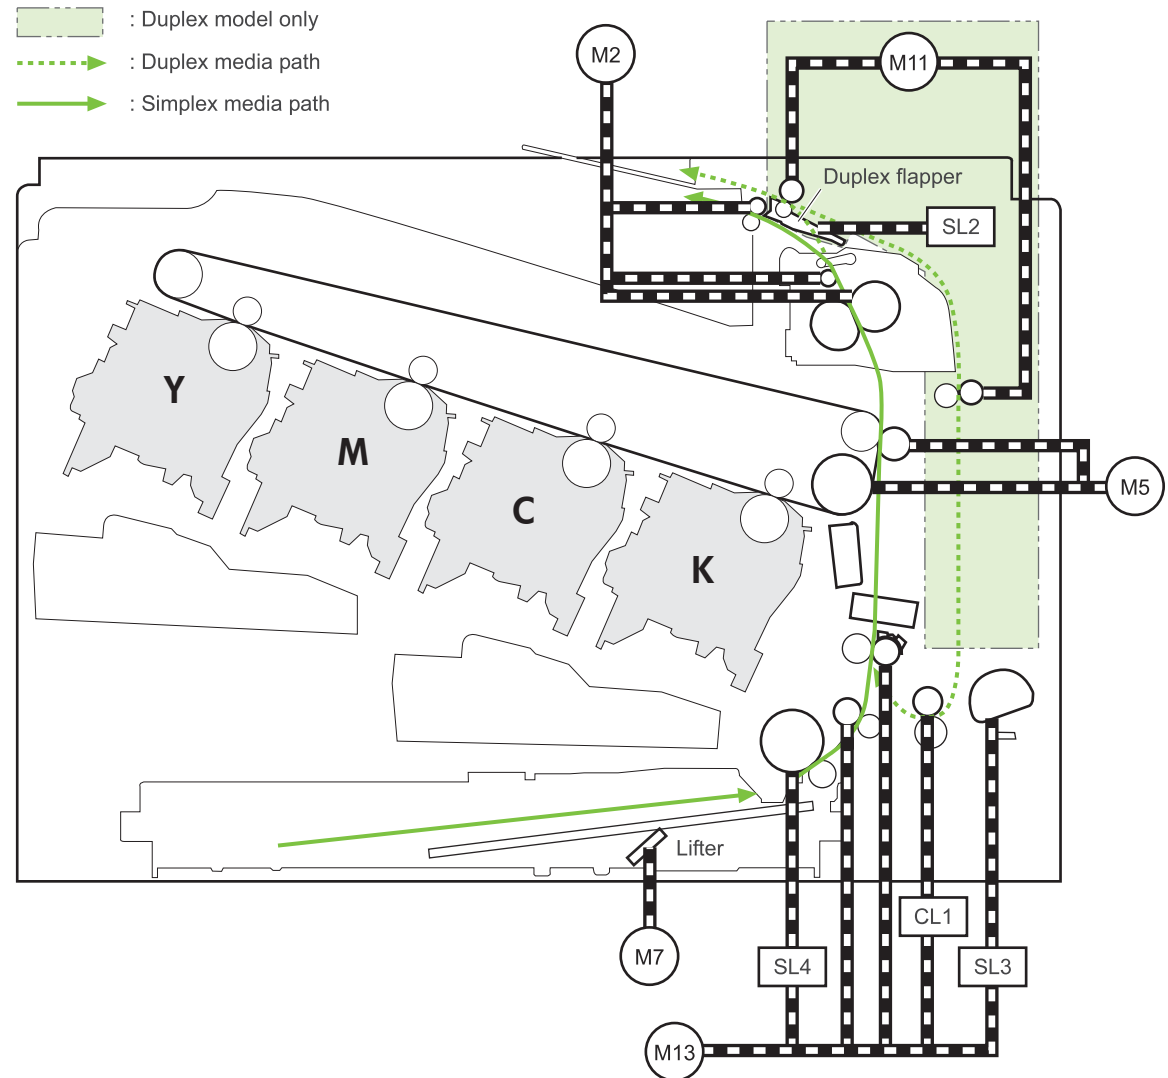 : Duplex model only
: Duplex media path
: Simplex media path
M2
M11
Duplex flapper
SL2
Y
M
C
K
M5
Lifter
CL1
M7
SL4
SL3
M13